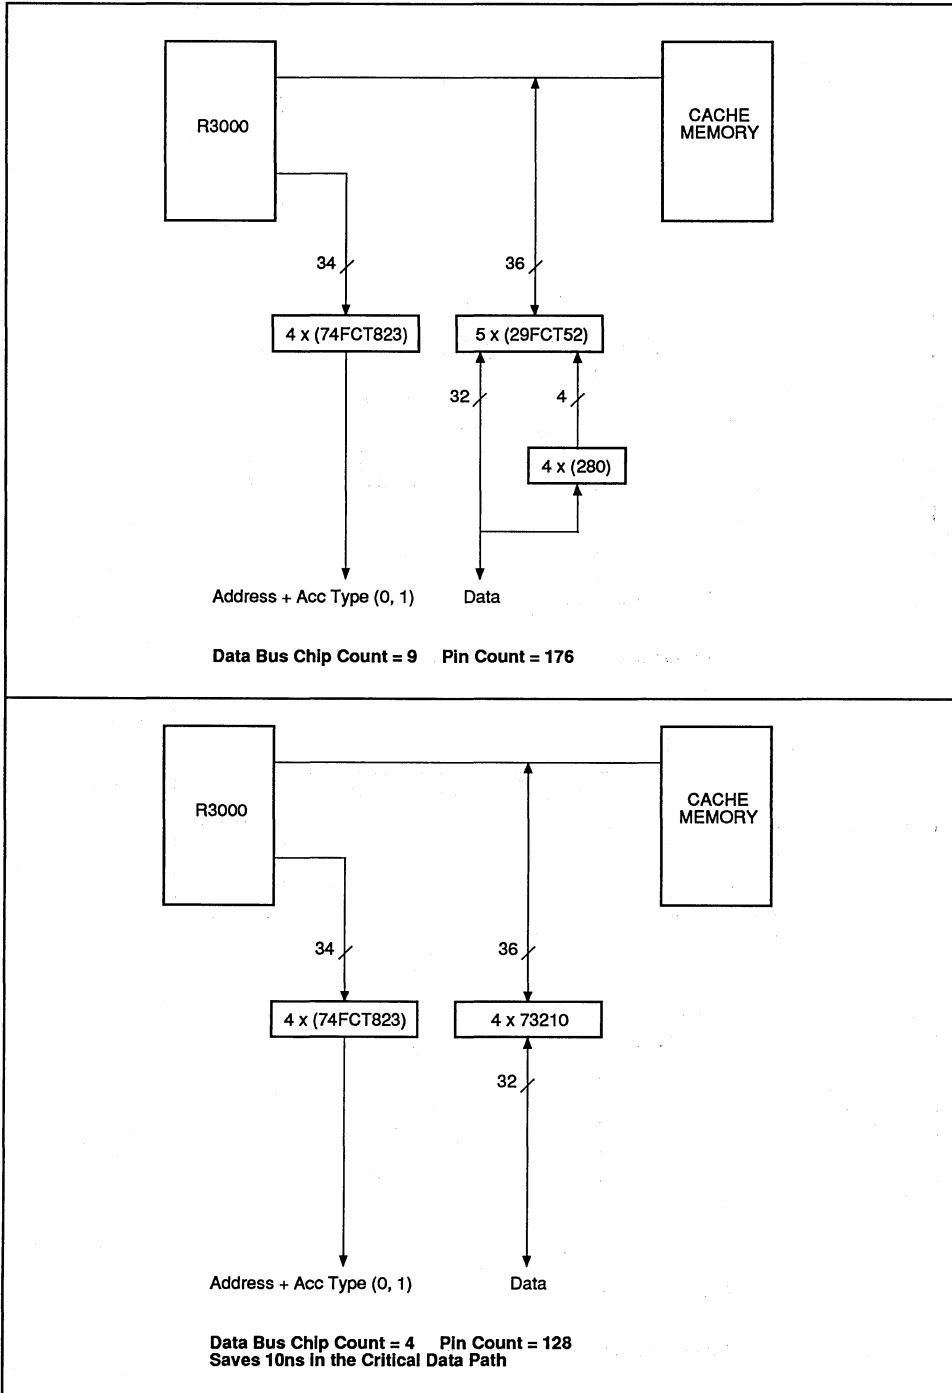 R3000
CACHE
MEMORY
34
36
4 x (74FCT823)
5 x (29FCT52)
32
4
4 x (280)
Address + Acc Type (0, 1)
Data
Data Bus Chip Count = 9 Pin Count = 176
R3000
CACHE
MEMORY
34
36
4 x (74FCT823)
4 x 73210
32
Address + Acc Type (0, 1)
Data
Data Bus Chip Count = 4 Pin Count = 128
Saves 10ns in the Critical Data Path